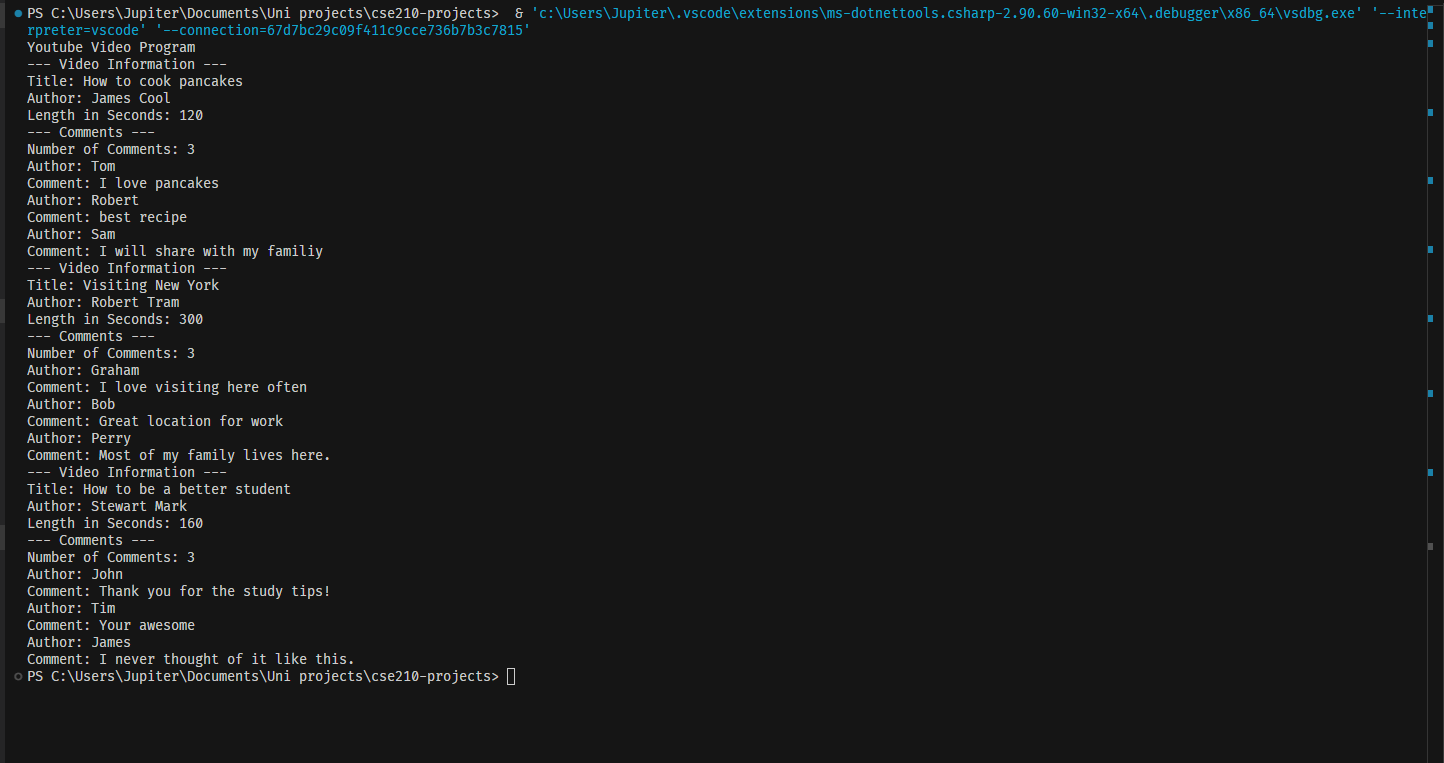 PS C:\Users\Jupiter\Documents\Uni projects\cse210-projects>  & 'c:\Users\Jupiter\.vscode\extensions\ms-dotnettools.csharp-2.90.60-win32-x64\.debugger\x86_64\vsdbg.exe' '--inte
rpreter=vscode' '--connection=67d7bc29c09f411c9cce736b7b3c7815'
Youtube Video Program
--- Video Information ---
Title: How to cook pancakes
Author: James Cool
Length in Seconds: 120
--- Comments ---
Number of Comments: 3
Author: Tom
Comment: I love pancakes
Author: Robert
Comment: best recipe
Author: Sam
Comment: I will share with my familiy
--- Video Information ---
Title: Visiting New York
Author: Robert Tram
Length in Seconds: 300
--- Comments ---
Number of Comments: 3
Author: Graham
Comment: I love visiting here often
Author: Bob
Comment: Great location for work
Author: Perry
Comment: Most of my family lives here.
--- Video Information ---
Title: How to be a better student
Author: Stewart Mark
Length in Seconds: 160
--- Comments ---
Number of Comments: 3
Author: John
Comment: Thank you for the study tips!
Author: Tim
Comment: Your awesome
Author: James
Comment: I never thought of it like this.
PS C:\Users\Jupiter\Documents\Uni projects\cse210-projects>